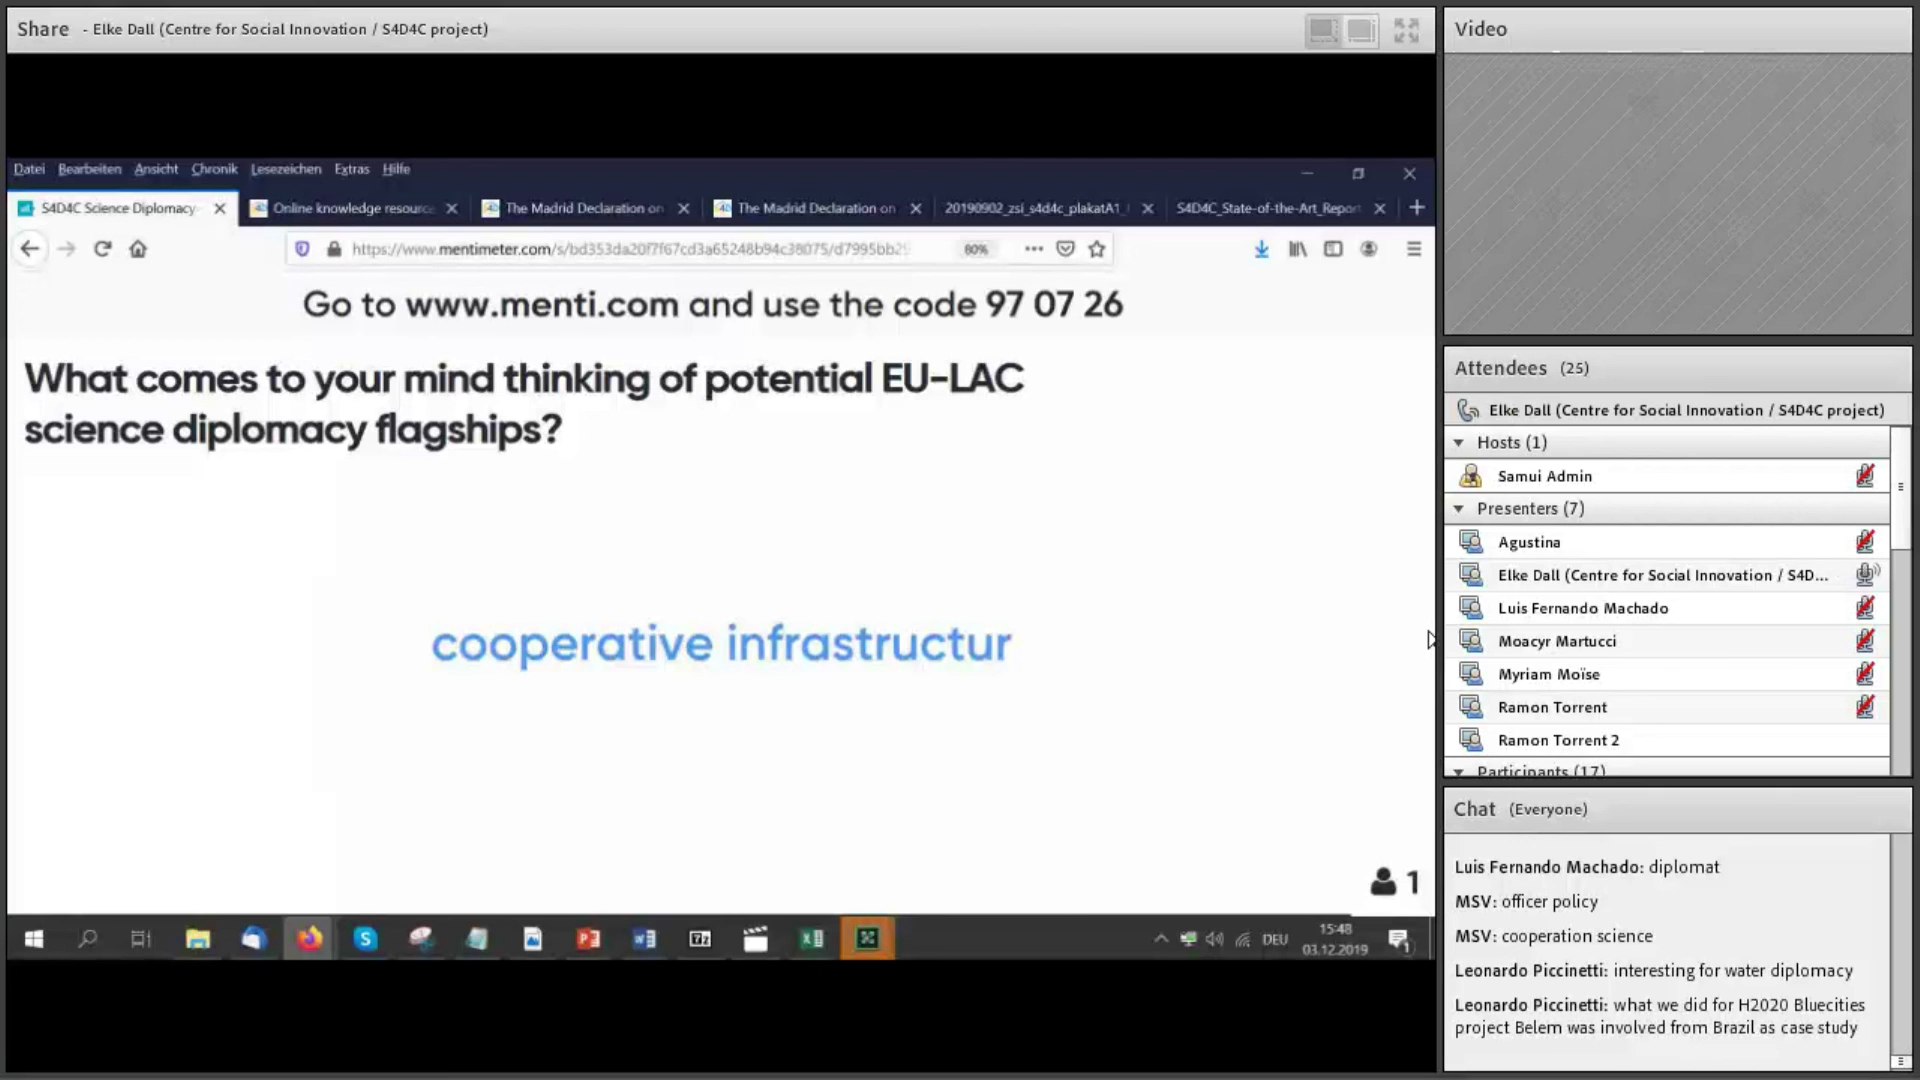 Share - Elke Dall (Centre for Social Innovation / S4D4C project)
Datei Bearbeiten Ansicht Chronik Lesezeichen Extras Hilfe
S4D4C Science Diplomacy Online knowledge resourc The Madrid Declaration on The Madrid Declaration on 20190902_zsi_s4d4c_plakatA1_ S4D4C_State-of-the-Art_Report
https://www.mentimeter.com/s/bd353da20f7f67cd3a65248b94c38075/d7995bb2 80%
Go to www.menti.com and use the code 97 07 26
What comes to your mind thinking of potential EU-LAC
science diplomacy flagships?
cooperative infrastructur
1
DEU
15:48
03.12.2019
1
Video
Attendees (25)
Elke Dall (Centre for Social Innovation / S4D4C project)
Hosts (1)
Samui Admin
Presenters (7)
Agustina
Elke Dall (Centre for Social Innovation / S4D...
Luis Fernando Machado
Moacyr Martucci
Myriam Moïse
Ramon Torrent
Ramon Torrent 2
Participants (17)
Chat (Everyone)
Luis Fernando Machado: diplomat
MSV: officer policy
MSV: cooperation science
Leonardo Piccinetti: interesting for water diplomacy
Leonardo Piccinetti: what we did for H2020 Bluecities
project Belem was involved from Brazil as case study